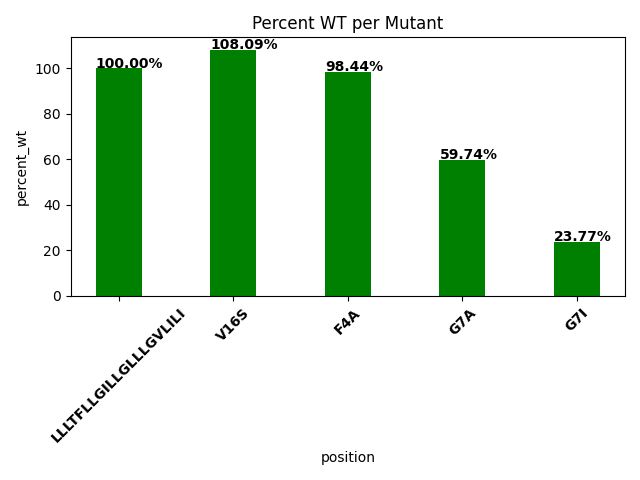 Percent WT per Mutant
percent_wt
100
80
60
40
20
0
100.00%
108.09%
98.44%
59.74%
23.77%
LLLTFLLGILLGLLLGVLILI
V16S
F4A
G7A
G7I
position